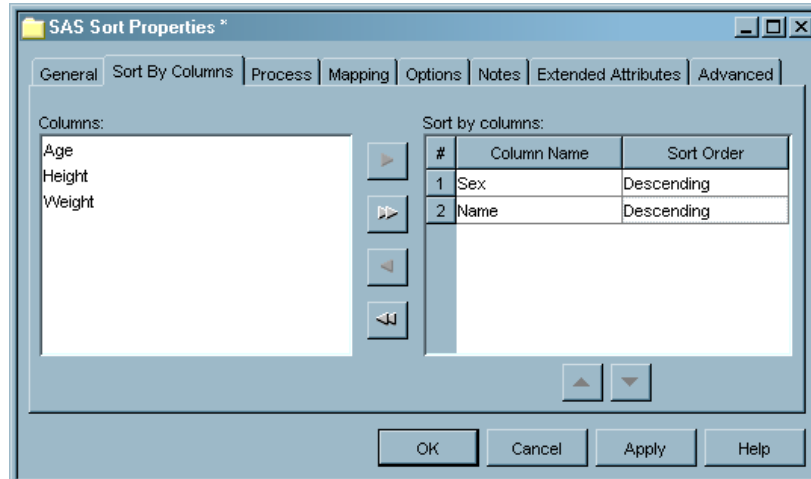 SAS Sort Properties *
General Sort By Columns Process Mapping Options Notes Extended Attributes Advanced
Columns:
Age
Height
Weight
Sort by columns:
# Column Name Sort Order
1 Sex Descending
2 Name Descending
OK Cancel Apply Help